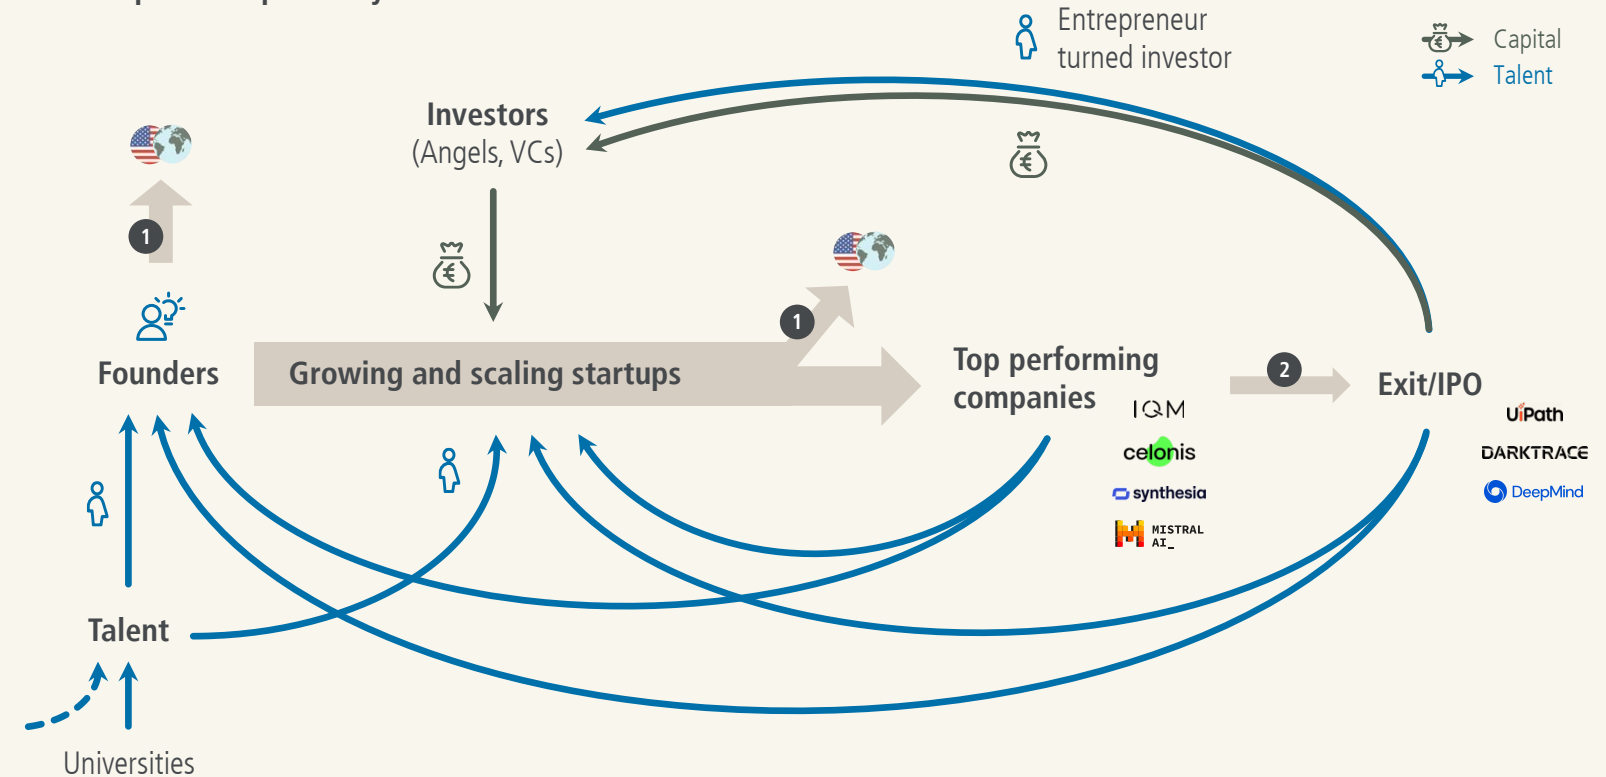 Entrepreneur
turned investor
Capital
Talent
Investors
(Angels, VCs)
€
€
€
1
1
Founders
Growing and scaling startups
Top performing
companies
2
Exit/IPO
IQM
celonis
synthesia
MISTRAL
AI_
UiPath
DARKTRACE
DeepMind
Talent
Universities